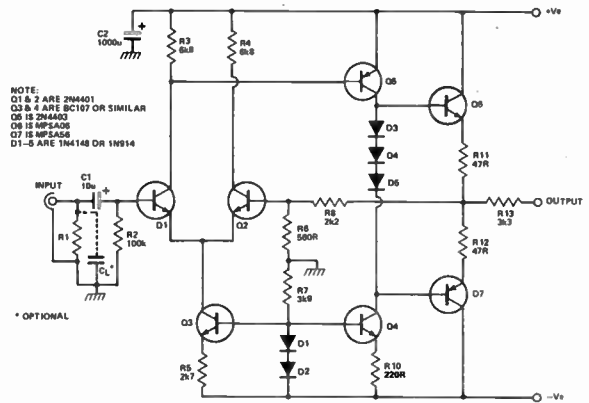 +Ve
C2
1000u
+
R3
6k8
R4
6k8
Q5
Q6
NOTE:
Q1 & 2 ARE 2N4401
Q3 & 4 ARE BC107 OR SIMILAR
Q5 IS 2N4403
Q6 IS MPSA06
Q7 IS MPSA56
D1-5 ARE 1N4148 OR 1N914
D3
D4
D5
R11
47R
INPUT
C1
10u
+
D1
Q2
R8
2k2
R13
3k3
OUTPUT
R1
R2
100k
CL*
R6
560R
R12
47R
R7
3k9
D7
* OPTIONAL
Q3
Q4
D1
D2
R5
2k7
R10
220R
-Ve